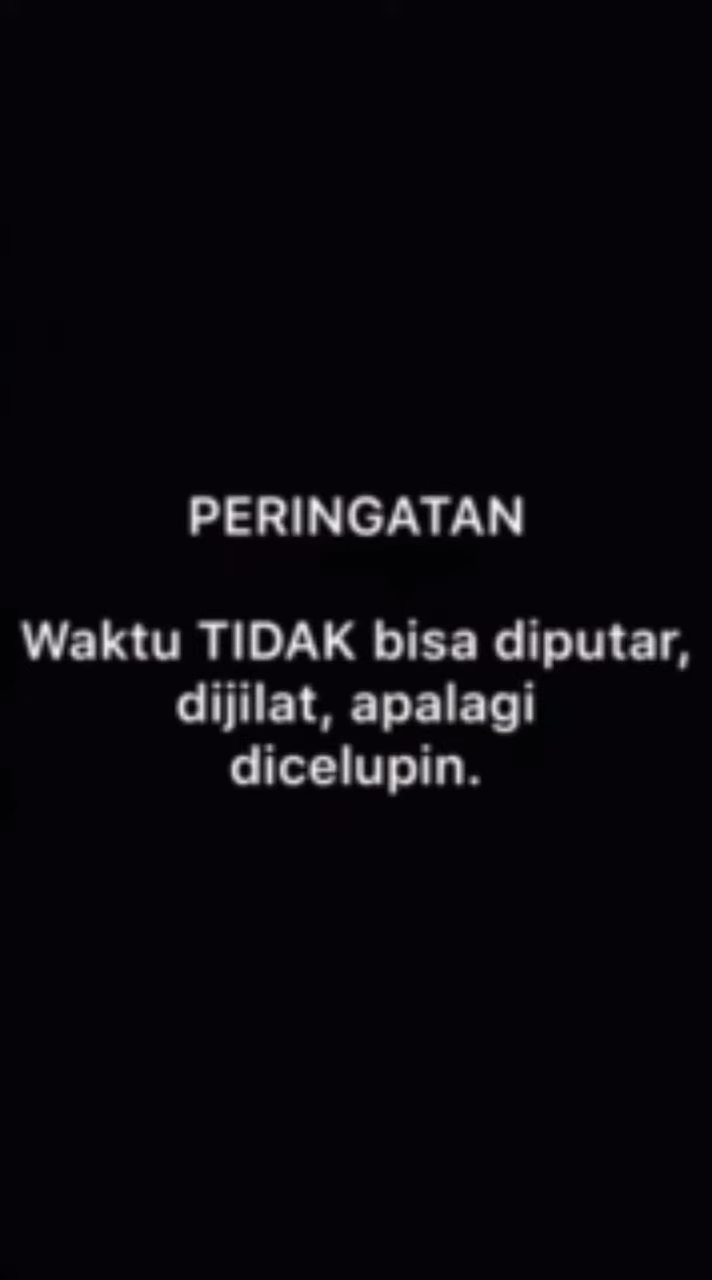 PERINGATAN
Waktu TIDAK bisa diputar,
dijilat, apalagi
dicelupin.